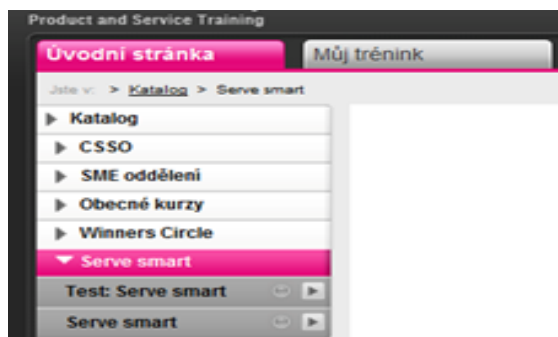 Product and Service Training
Úvodní stránka
Můj trénink
Jste v: > Katalog > Serve smart
Katalog
CSSO
SME oddělení
Obecné kurzy
Winners Circle
Serve smart
Test: Serve smart
Serve smart